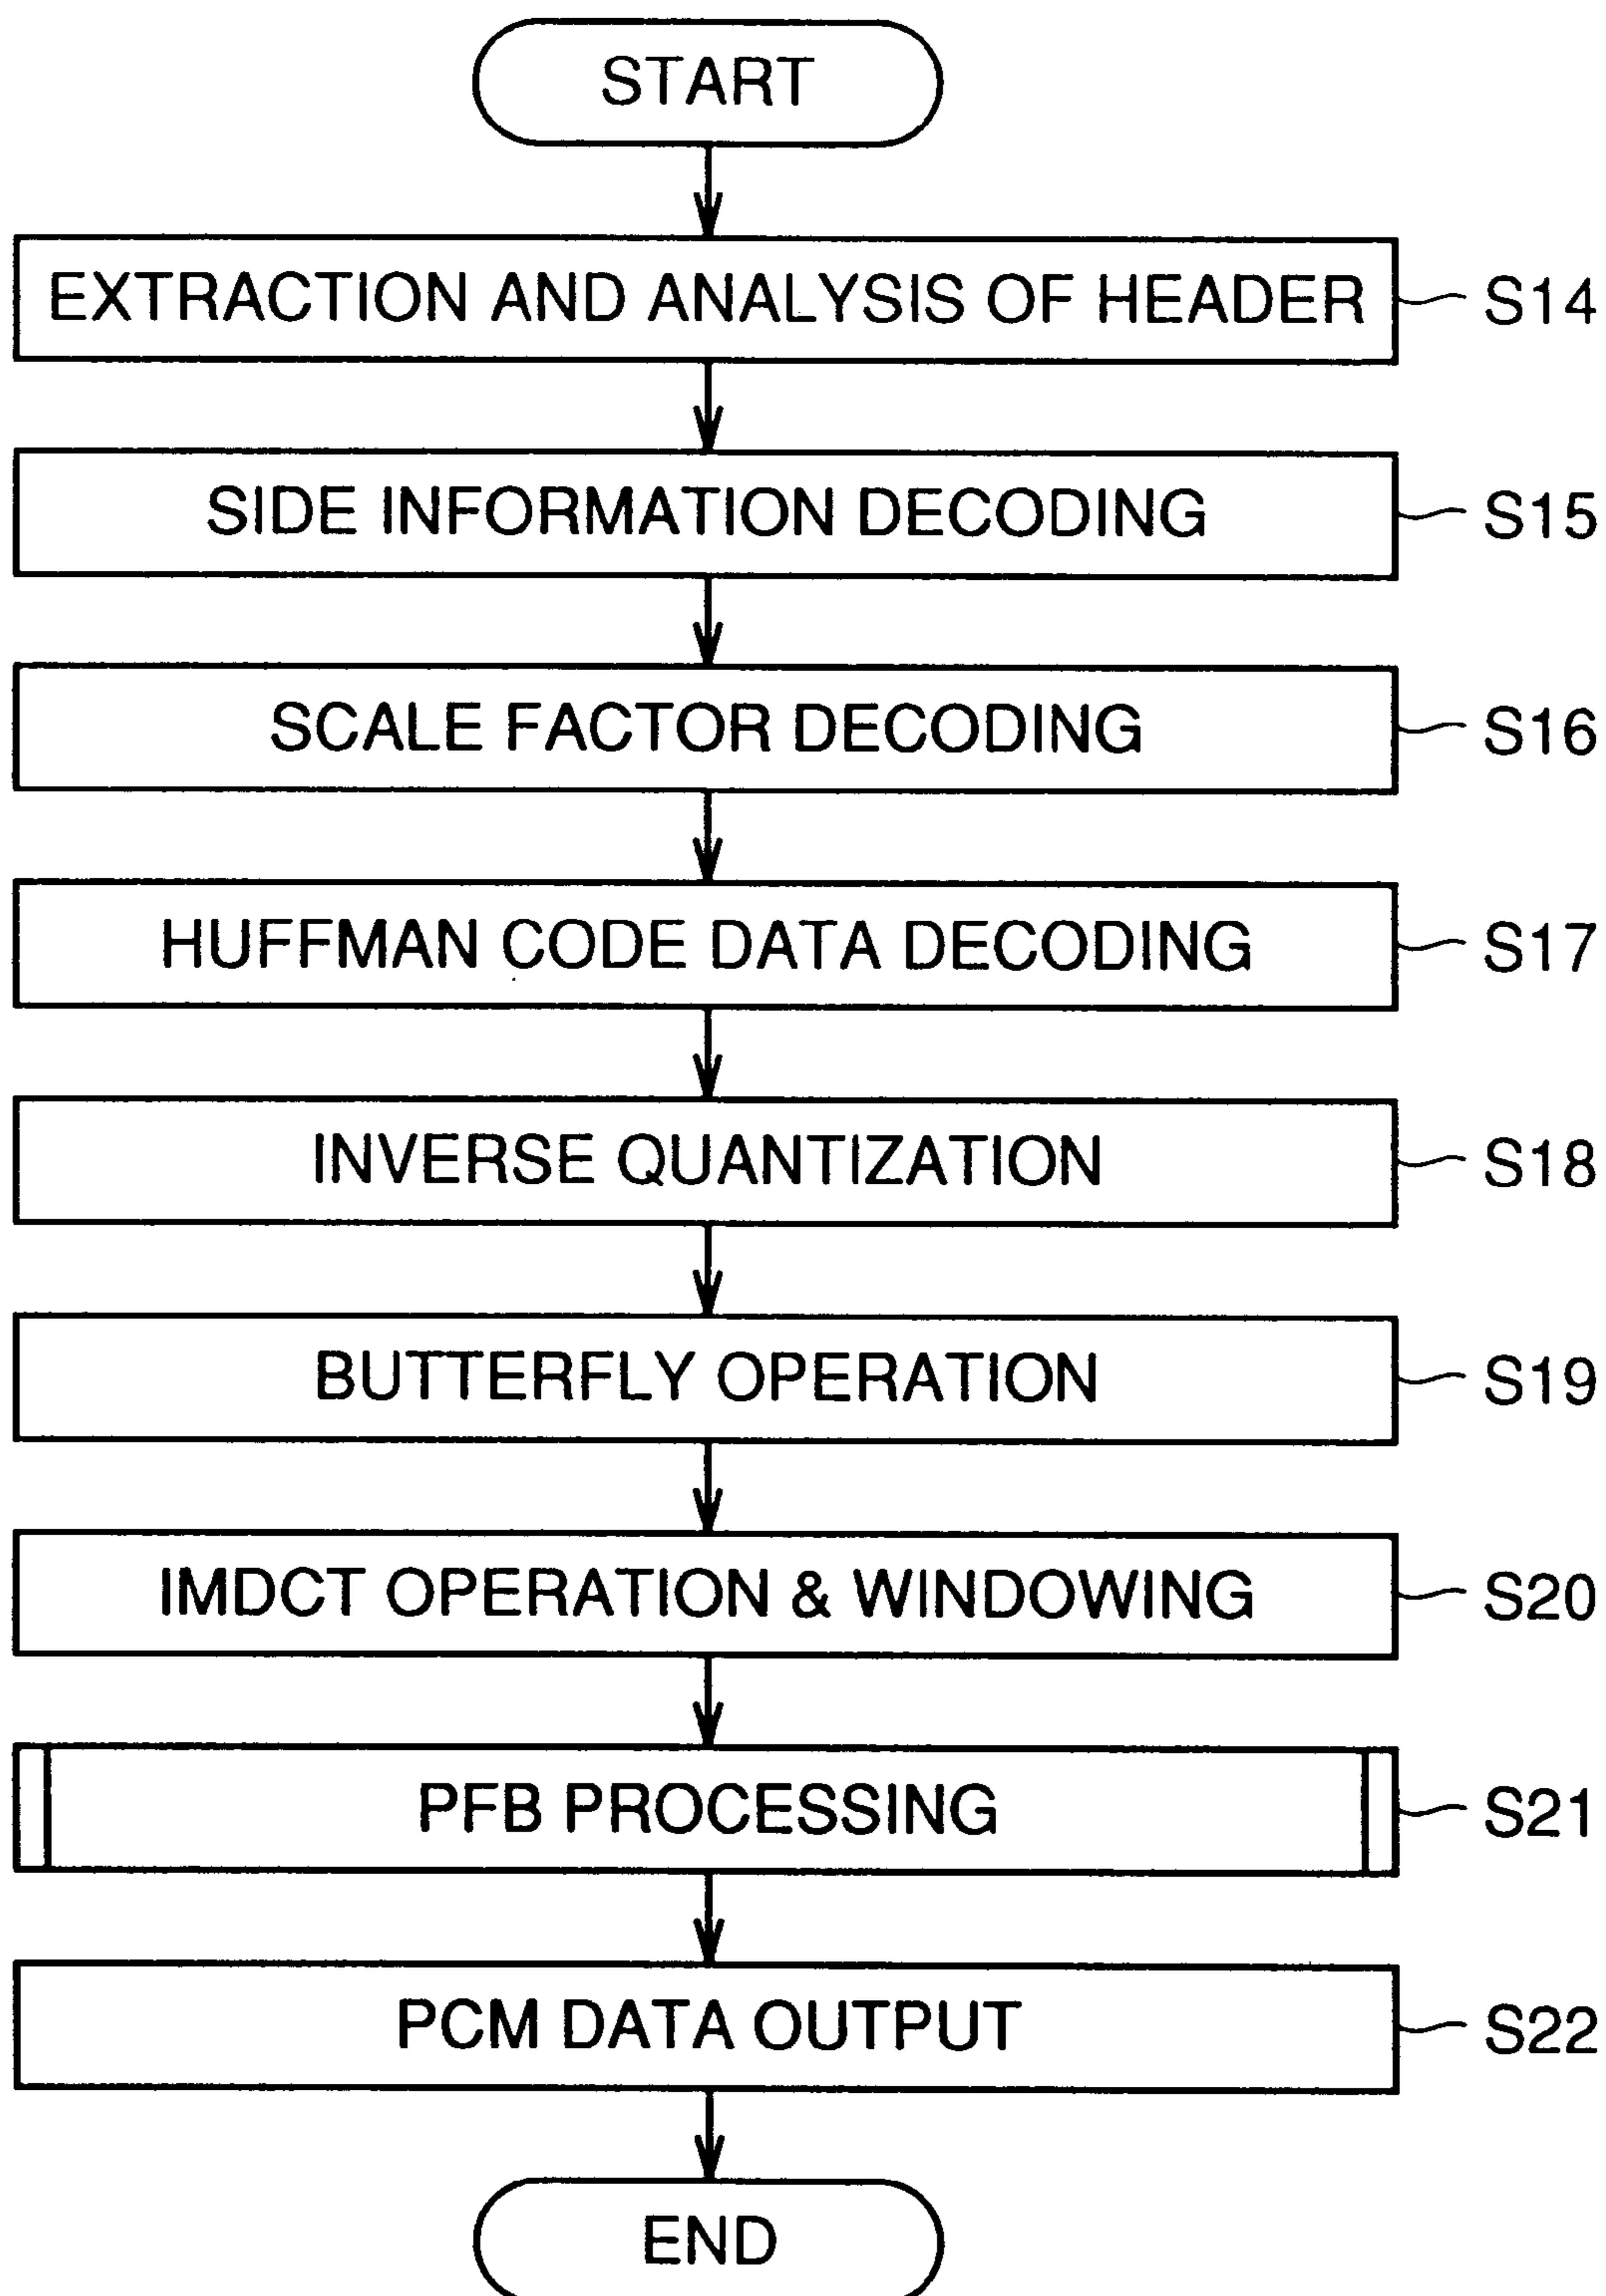 START
EXTRACTION AND ANALYSIS OF HEADER S14
SIDE INFORMATION DECODING S15
SCALE FACTOR DECODING S16
HUFFMAN CODE DATA DECODING S17
INVERSE QUANTIZATION S18
BUTTERFLY OPERATION S19
IMDCT OPERATION & WINDOWING S20
PFB PROCESSING S21
PCM DATA OUTPUT S22
END